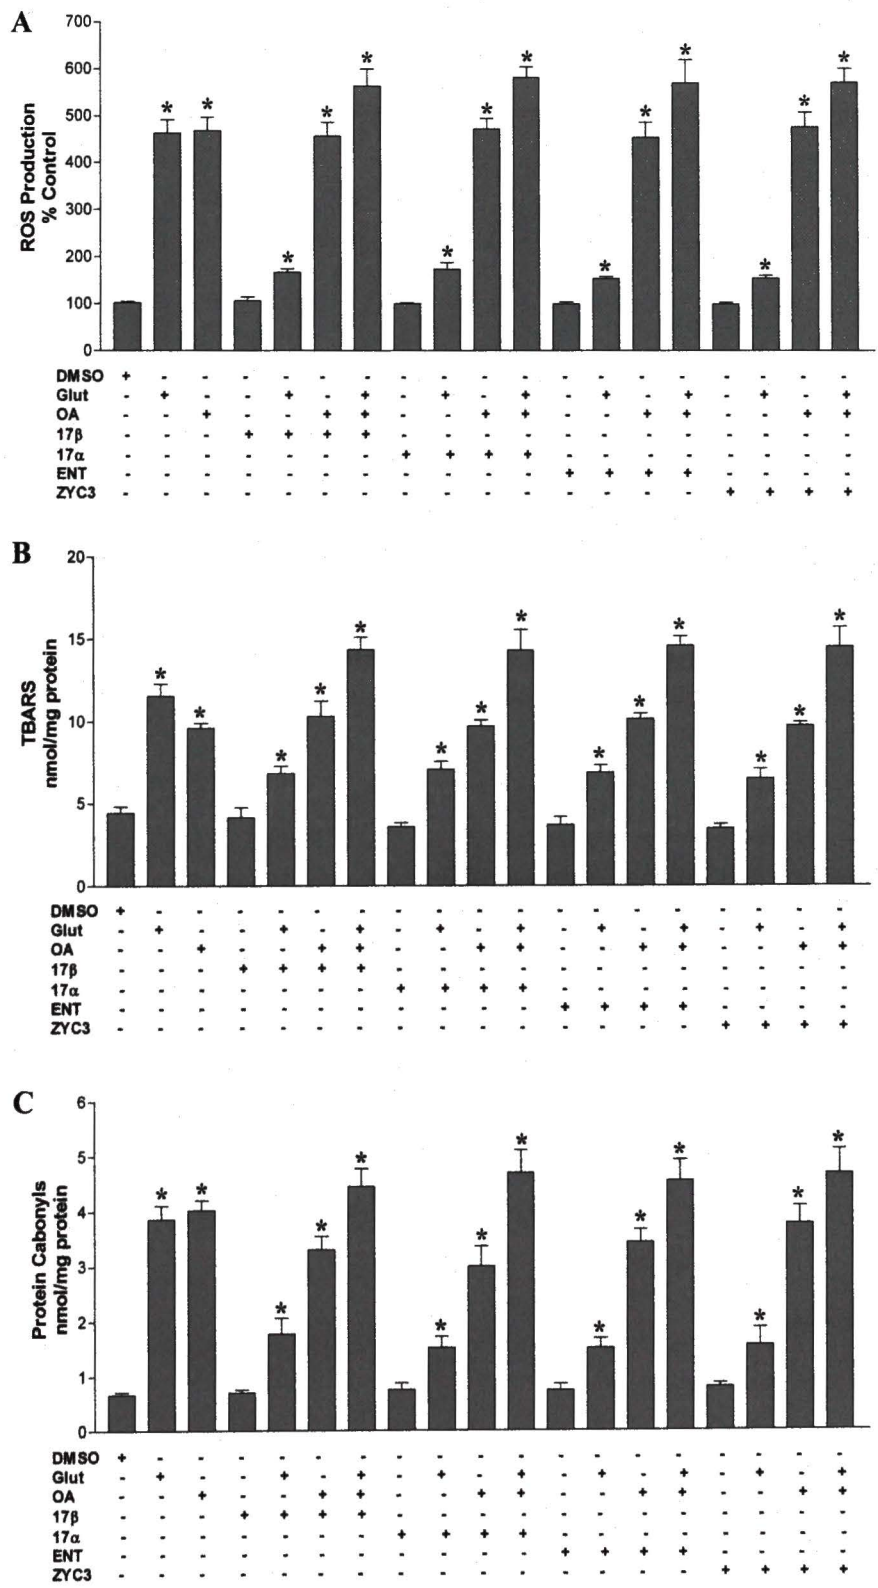 A
700
600
500
400
300
200
100
0
ROS Production
% Control
DMSO + - - - - - - - - - - - - - - - - - -
Glut - + - - + - + - + - + - + - + - + - +
OA - - + - - + + - - + + - - + + - - + +
17β - - - + + + + - - - - - - - - - - - -
17α - - - - - - - + + + + - - - - - - - -
ENT - - - - - - - - - - - + + + + - - - -
ZYC3 - - - - - - - - - - - - - - - + + + +
B
20
15
10
5
0
TBARS
nmol/mg protein
DMSO + - - - - - - - - - - - - - - - - - -
Glut - + - - + - + - + - + - + - + - + - +
OA - - + - - + + - - + + - - + + - - + +
17β - - - + + + + - - - - - - - - - - - -
17α - - - - - - - + + + + - - - - - - - -
ENT - - - - - - - - - - - + + + + - - - -
ZYC3 - - - - - - - - - - - - - - - + + + +
C
6
5
4
3
2
1
0
Protein Cabonyls
nmol/mg protein
DMSO + - - - - - - - - - - - - - - - - - -
Glut - + - - + - + - + - + - + - + - + - +
OA - - + - - + + - - + + - - + + - - + +
17β - - - + + + + - - - - - - - - - - - -
17α - - - - - - - + + + + - - - - - - - -
ENT - - - - - - - - - - - + + + + - - - -
ZYC3 - - - - - - - - - - - - - - - + + + +